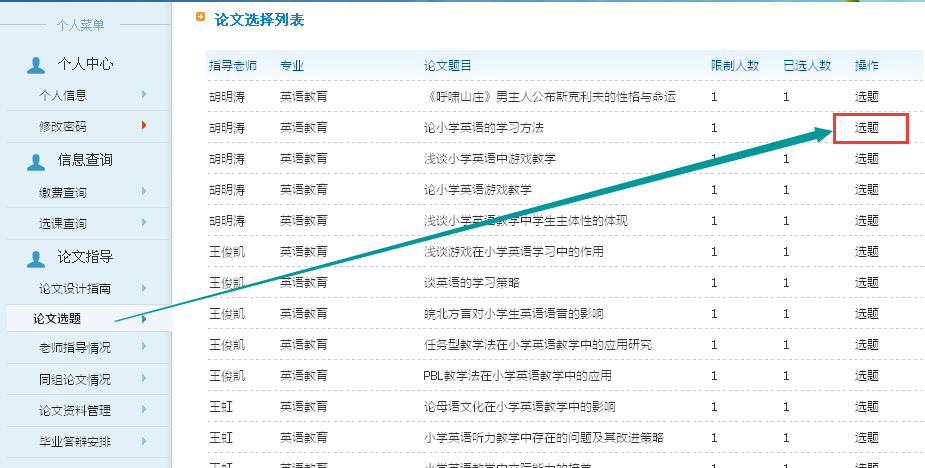 个人菜单
个人中心
个人信息
修改密码
信息查询
缴费查询
选课查询
论文指导
论文设计指南
论文选题
老师指导情况
同组论文情况
论文资料管理
毕业答辩安排
论文选择列表
指导老师 专业 论文题目 限制人数 已选人数 操作
胡明涛 英语教育 《呼啸山庄》男主人公布斯克利夫的性格与命运 1 1 选题
胡明涛 英语教育 论小学英语的学习方法 1 选题
胡明涛 英语教育 浅谈小学英语中游戏教学 1 1 选题
胡明涛 英语教育 论小学英语游戏教学 1 1 选题
胡明涛 英语教育 浅谈小学英语教学中学生主体性的体现 1 1 选题
王俊凯 英语教育 浅谈游戏在小学英语学习中的作用 1 1 选题
王俊凯 英语教育 谈英语的学习策略 1 1 选题
王俊凯 英语教育 皖北方言对小学生英语语音的影响 1 1 选题
王俊凯 英语教育 任务型教学法在小学英语教学中的应用研究 1 1 选题
王俊凯 英语教育 PBL教学法在小学英语教学中的应用 1 1 选题
王虹 英语教育 论母语文化在小学英语教学中的影响 1 1 选题
王虹 英语教育 小学英语听力教学中存在的问题及其改进策略 1 1 选题